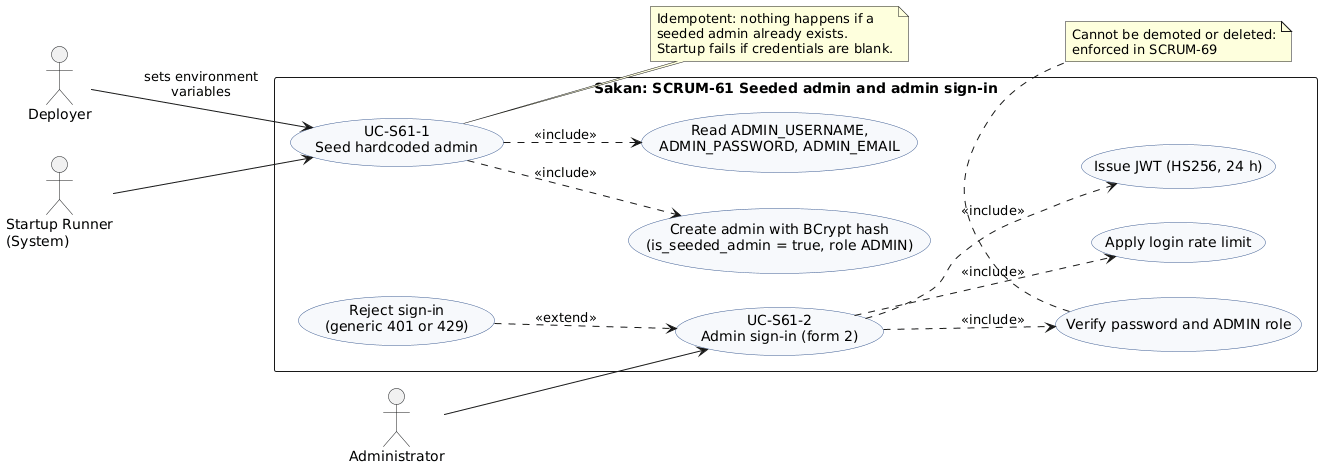 Idempotent: nothing happens if a
seeded admin already exists.
Startup fails if credentials are blank.
Cannot be demoted or deleted:
enforced in SCRUM-69
sets environment
variables
Deployer
Sakan: SCRUM-61 Seeded admin and admin sign-in
UC-S61-1
Seed hardcoded admin
«include»
Read ADMIN_USERNAME,
ADMIN_PASSWORD, ADMIN_EMAIL
«include»
Issue JWT (HS256, 24 h)
Startup Runner
(System)
Create admin with BCrypt hash
(is_seeded_admin = true, role ADMIN)
«include»
Apply login rate limit
«include»
Reject sign-in
(generic 401 or 429)
«extend»
UC-S61-2
Admin sign-in (form 2)
«include»
Verify password and ADMIN role
Administrator